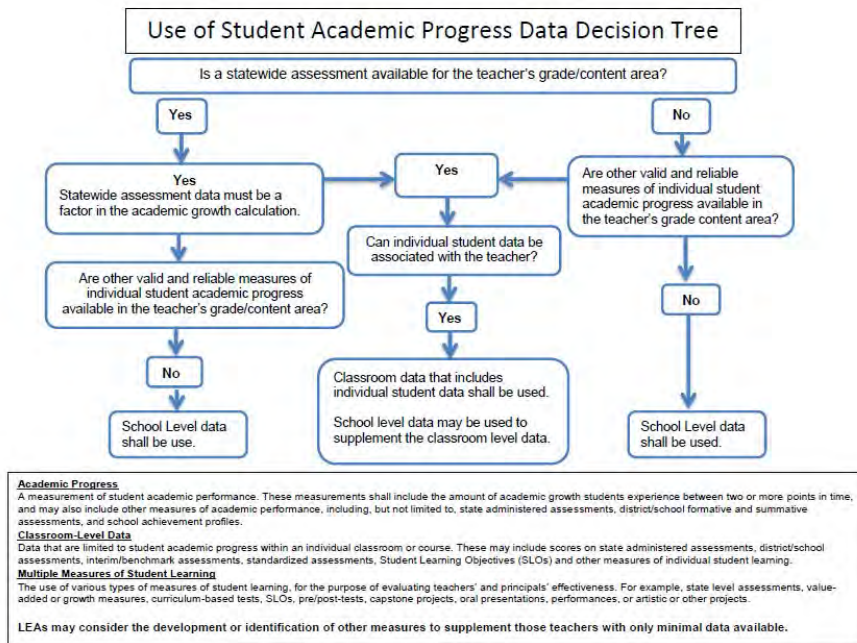 Use of Student Academic Progress Data Decision Tree
Is a statewide assessment available for the teacher's grade/content area?
Yes
No
Yes
Statewide assessment data must be a
factor in the academic growth calculation.
Yes
Are other valid and reliable
measures of individual student
academic progress available in
the teacher's grade content area?
Can individual student data be
associated with the teacher?
Are other valid and reliable measures of
individual student academic progress
available in the teacher's grade/content area?
Yes
No
No
Classroom data that includes
individual student data shall be used.
School level data may be used to
supplement the classroom level data.
School Level data
shall be use.
School Level data
shall be used.
Academic Progress
A measurement of student academic performance. These measurements shall include the amount of academic growth students experience between two or more points in time,
and may also include other measures of academic performance, including, but not limited to, state administered assessments, district/school formative and summative
assessments, and school achievement profiles.
Classroom-Level Data
Data that are limited to student academic progress within an individual classroom or course. These may include scores on state administered assessments, district/school
assessments, interim/benchmark assessments, standardized assessments, Student Learning Objectives (SLOs) and other measures of individual student learning.
Multiple Measures of Student Learning
The use of various types of measures of student learning, for the purpose of evaluating teachers' and principals' effectiveness. For example, state level assessments, value-
added or growth measures, curriculum-based tests, SLOs, pre/post-tests, capstone projects, oral presentations, performances, or artistic or other projects.
LEAs may consider the development or identification of other measures to supplement those teachers with only minimal data available.